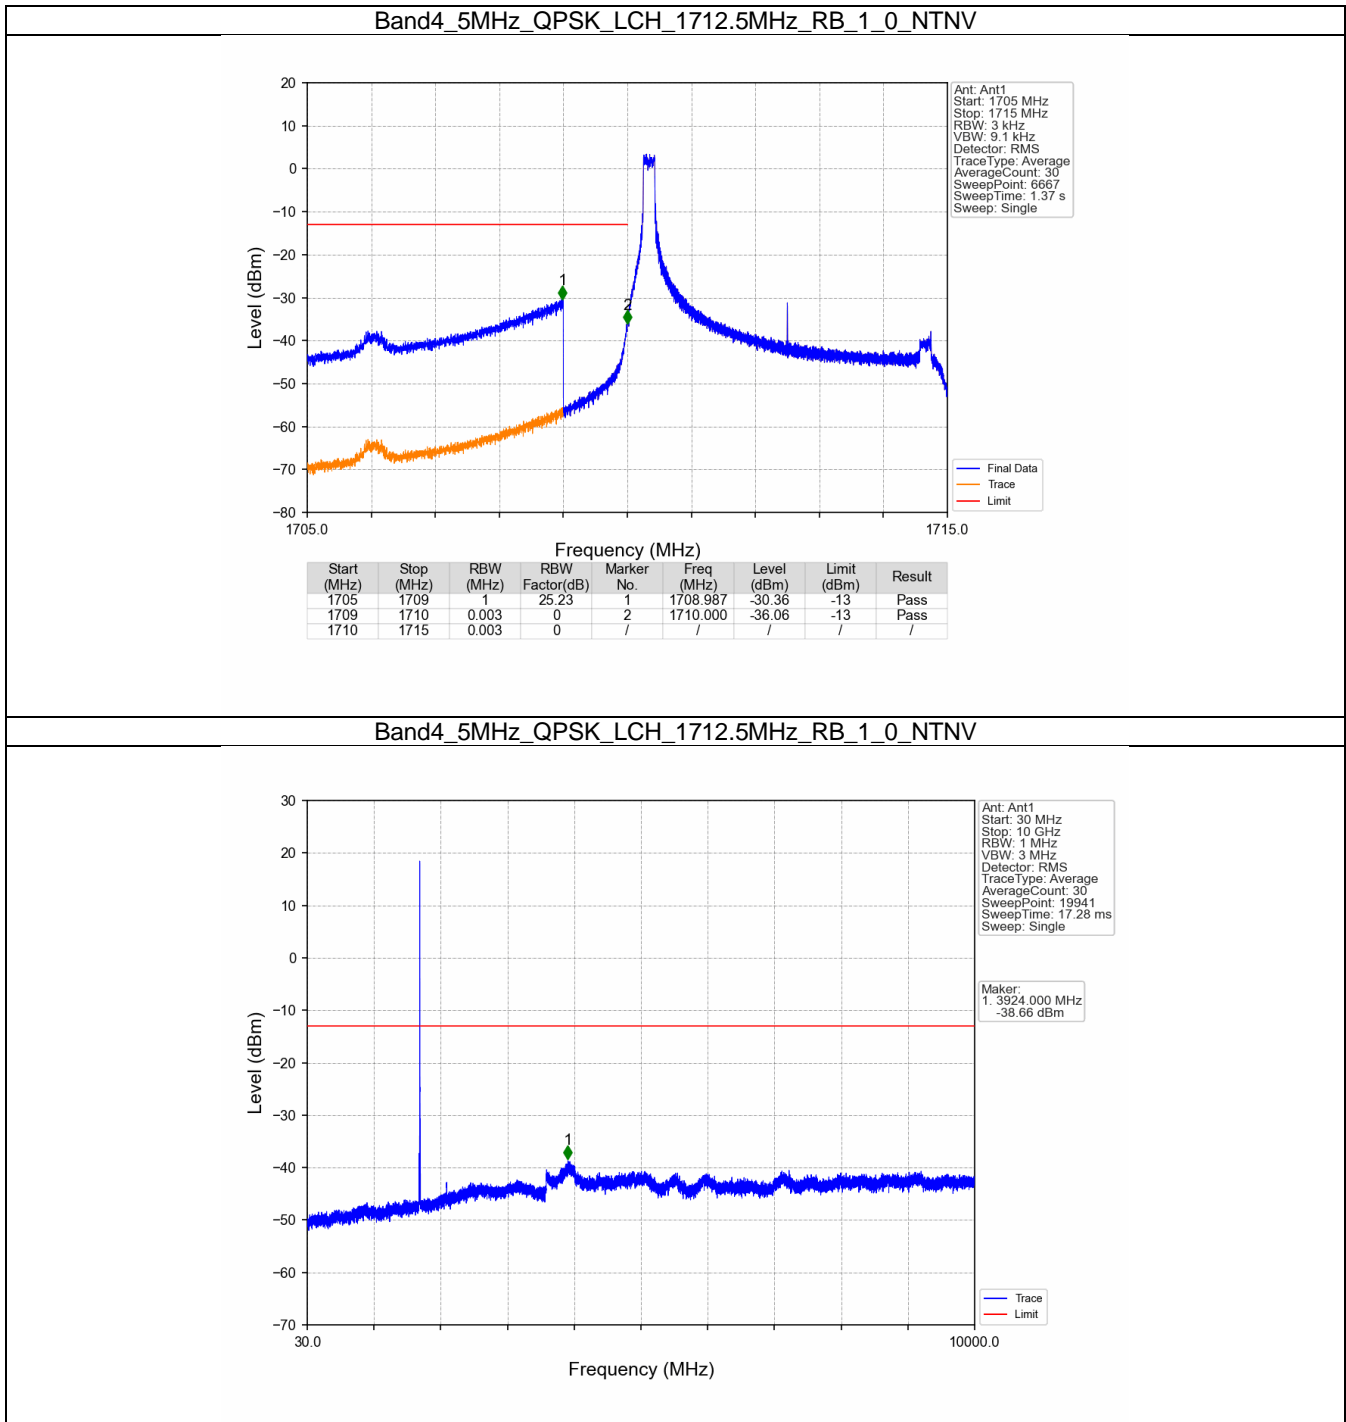 Band4_5MHz_QPSK_LCH_1712.5MHz_RB_1_0_NTNV
20
10
0
−10
−20
−30
−40
−50
−60
−70
−80
Level (dBm)
1
2
Ant: Ant1
Start: 1705 MHz
Stop: 1715 MHz
RBW: 3 kHz
VBW: 9.1 kHz
Detector: RMS
TraceType: Average
AverageCount: 30
SweepPoint: 6667
SweepTime: 1.37 s
Sweep: Single
Final Data
Trace
Limit
1705.0 1715.0
Frequency (MHz)
Start (MHz) Stop (MHz) RBW (MHz) RBW Factor(dB) Marker No. Freq (MHz) Level (dBm) Limit (dBm) Result
1705 1709 1 25.23 1 1708.987 -30.36 -13 Pass
1709 1710 0.003 0 2 1710.000 -36.06 -13 Pass
1710 1715 0.003 0 / / / / /
Band4_5MHz_QPSK_LCH_1712.5MHz_RB_1_0_NTNV
30
20
10
0
−10
−20
−30
−40
−50
−60
−70
Level (dBm)
1
Ant: Ant1
Start: 30 MHz
Stop: 10 GHz
RBW: 1 MHz
VBW: 3 MHz
Detector: RMS
TraceType: Average
AverageCount: 30
SweepPoint: 19941
SweepTime: 17.28 ms
Sweep: Single
Maker:
1. 3924.000 MHz
-38.66 dBm
Trace
Limit
30.0 10000.0
Frequency (MHz)